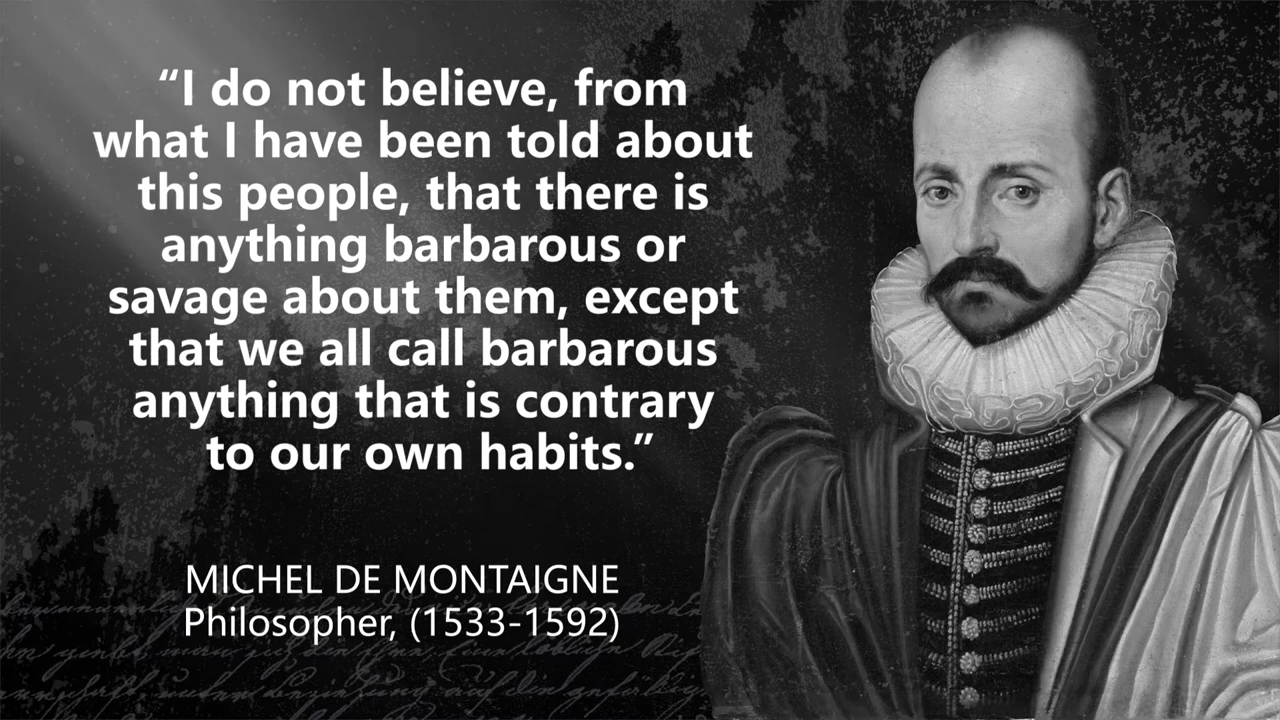 “I do not believe, from
what I have been told about
this people, that there is
anything barbarous or
savage about them, except
that we all call barbarous
anything that is contrary
to our own habits.”
MICHEL DE MONTAIGNE
Philosopher, (1533-1592)